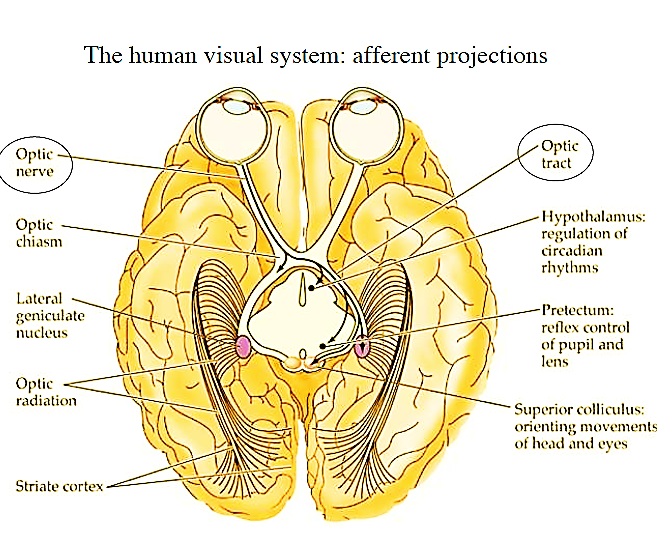 The human visual system: afferent projections
Optic
nerve
Optic
tract
Optic
chiasm
Hypothalamus:
regulation of
circadian
rhythms
Lateral
geniculate
nucleus
Pretectum:
reflex control
of pupil and
lens
Optic
radiation
Superior colliculus:
orienting movements
of head and eyes
Striate cortex